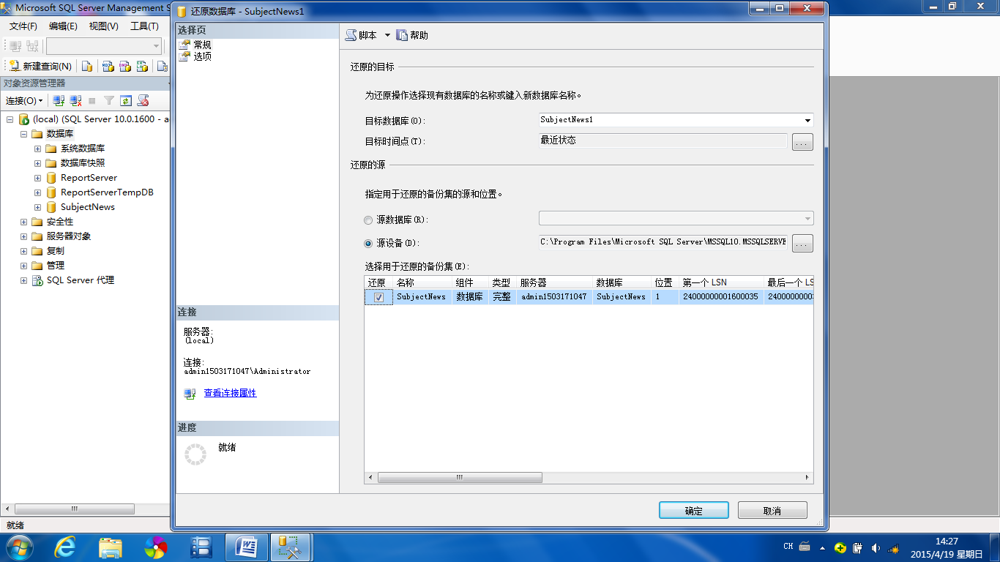 Microsoft SQL Server Management S
文件(F) 编辑(E) 视图(V) 工具(T)
新建查询(N)
对象资源管理器
连接(O)
(local) (SQL Server 10.0.1600 - a
数据库
系统数据库
数据库快照
ReportServer
ReportServerTempDB
SubjectNews
安全性
服务器对象
复制
管理
SQL Server 代理
就绪
还原数据库 - SubjectNews1
选择页
常规
选项
连接
服务器:
(local)
连接:
admin1503171047\Administrator
查看连接属性
进度
就绪
脚本 帮助
还原的目标
为还原操作选择现有数据库的名称或键入新数据库名称。
目标数据库(O): SubjectNews1
目标时间点(T): 最近状态 ...
还原的源
指定用于还原的备份集的源和位置。
源数据库(R):
源设备(D): C:\Program Files\Microsoft SQL Server\MSSQL10.MSSQLSERVE ...
选择用于还原的备份集(E):
还原 名称 组件 类型 服务器 数据库 位置 第一个 LSN 最后一个 LS
SubjectNews 数据库 完整 admin1503171047 SubjectNews 1 24000000001600035 24000000003
确定 取消
CH
14:27
2015/4/19 星期日